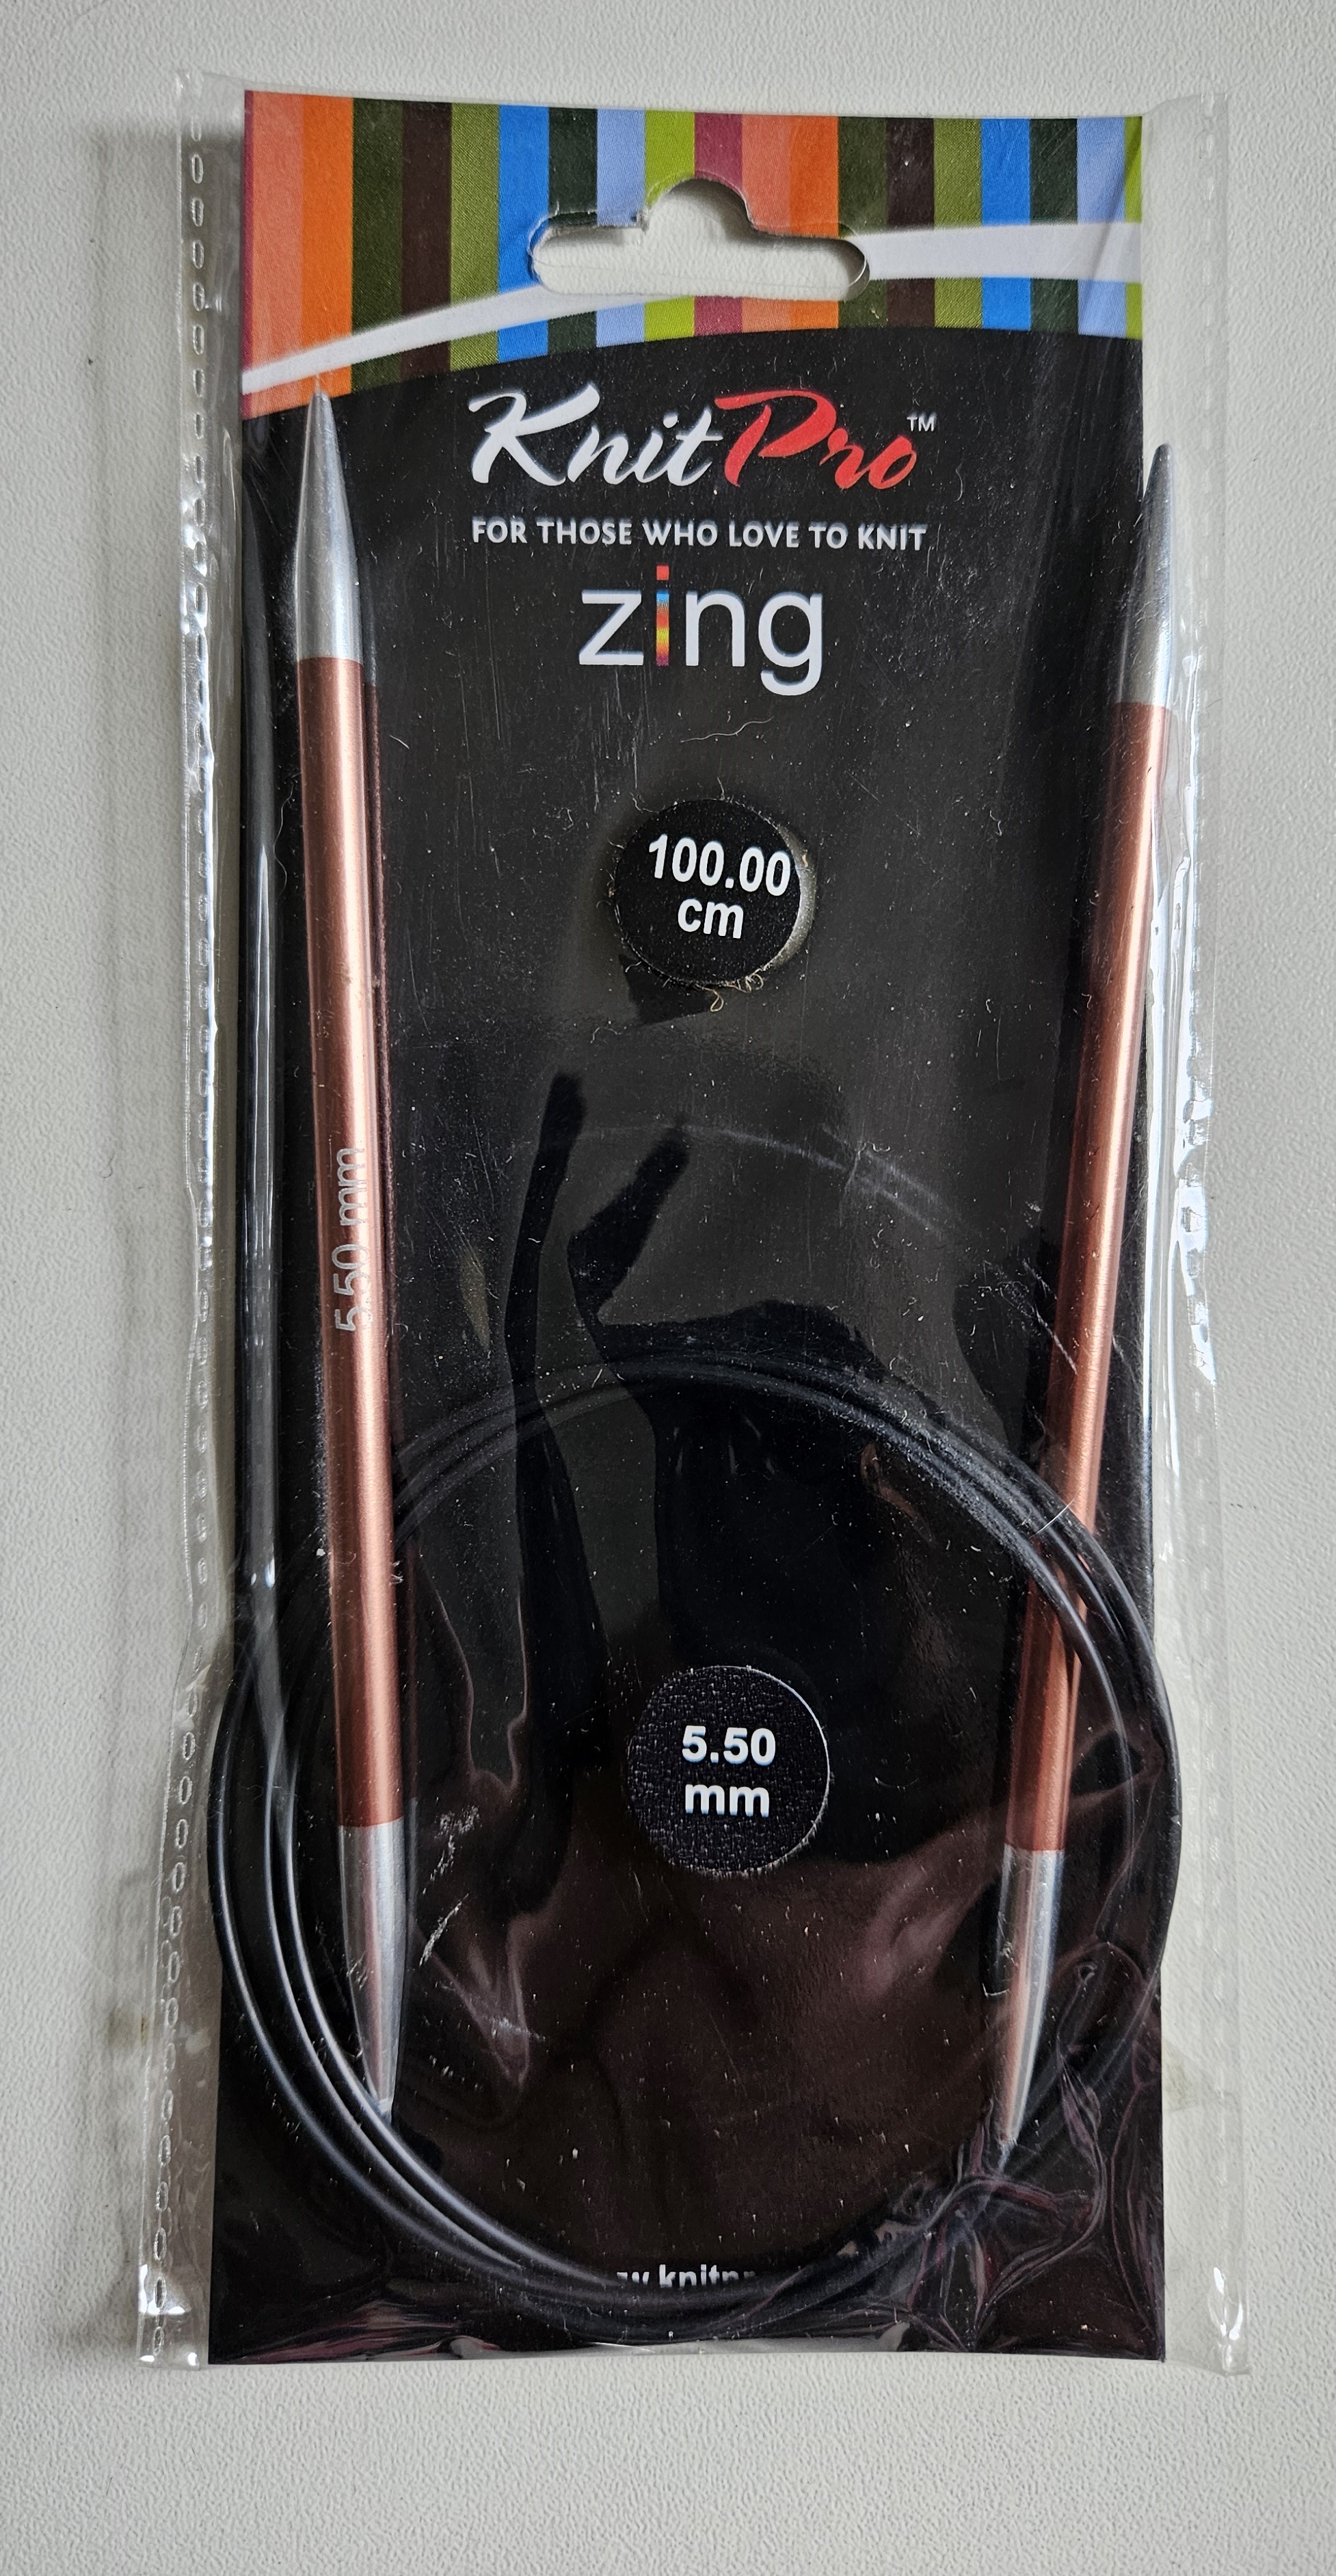 KnitPro™
FOR THOSE WHO LOVE TO KNIT
zing
100.00
cm
5.50 mm
5.50
mm